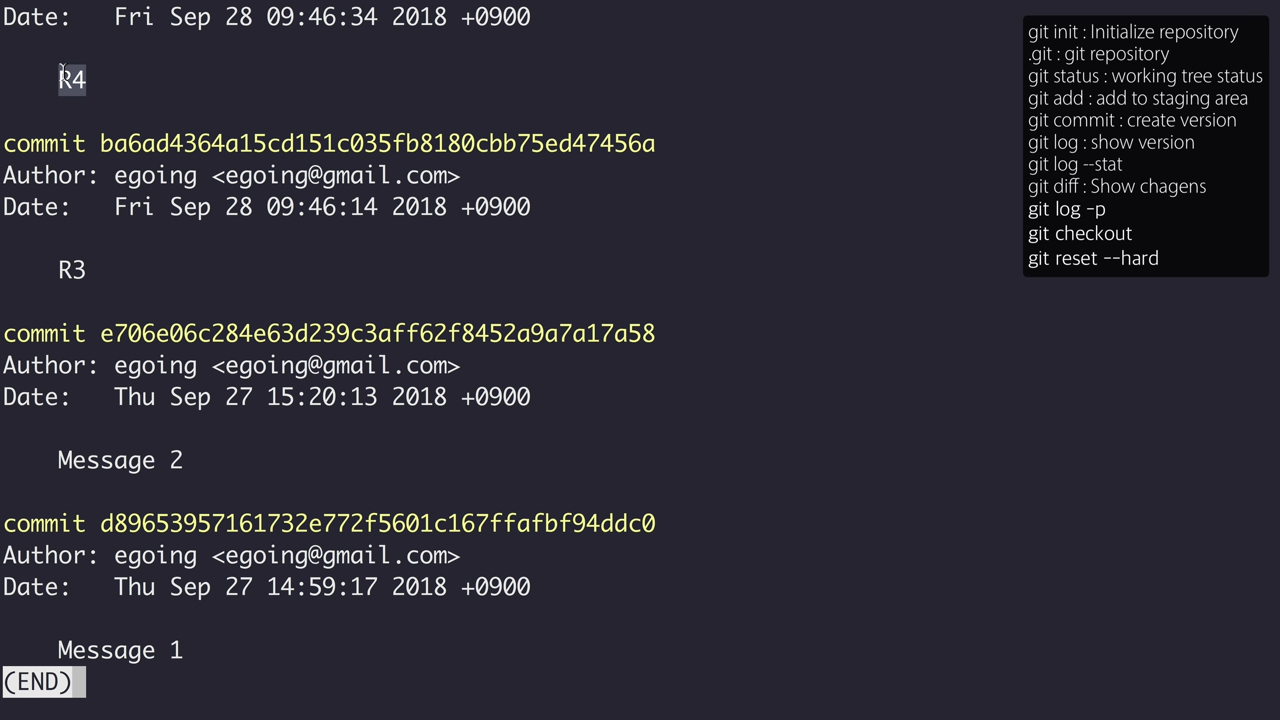 Date:   Fri Sep 28 09:46:34 2018 +0900
R4
commit ba6ad4364a15cd151c035fb8180cbb75ed47456a
Author: egoing <egoing@gmail.com>
Date:   Fri Sep 28 09:46:14 2018 +0900
R3
commit e706e06c284e63d239c3aff62f8452a9a7a17a58
Author: egoing <egoing@gmail.com>
Date:   Thu Sep 27 15:20:13 2018 +0900
Message 2
commit d89653957161732e772f5601c167ffafbf94ddc0
Author: egoing <egoing@gmail.com>
Date:   Thu Sep 27 14:59:17 2018 +0900
Message 1
(END)
git init : Initialize repository
.git : git repository
git status : working tree status
git add : add to staging area
git commit : create version
git log : show version
git log --stat
git diff : Show chagens
git log -p
git checkout
git reset --hard